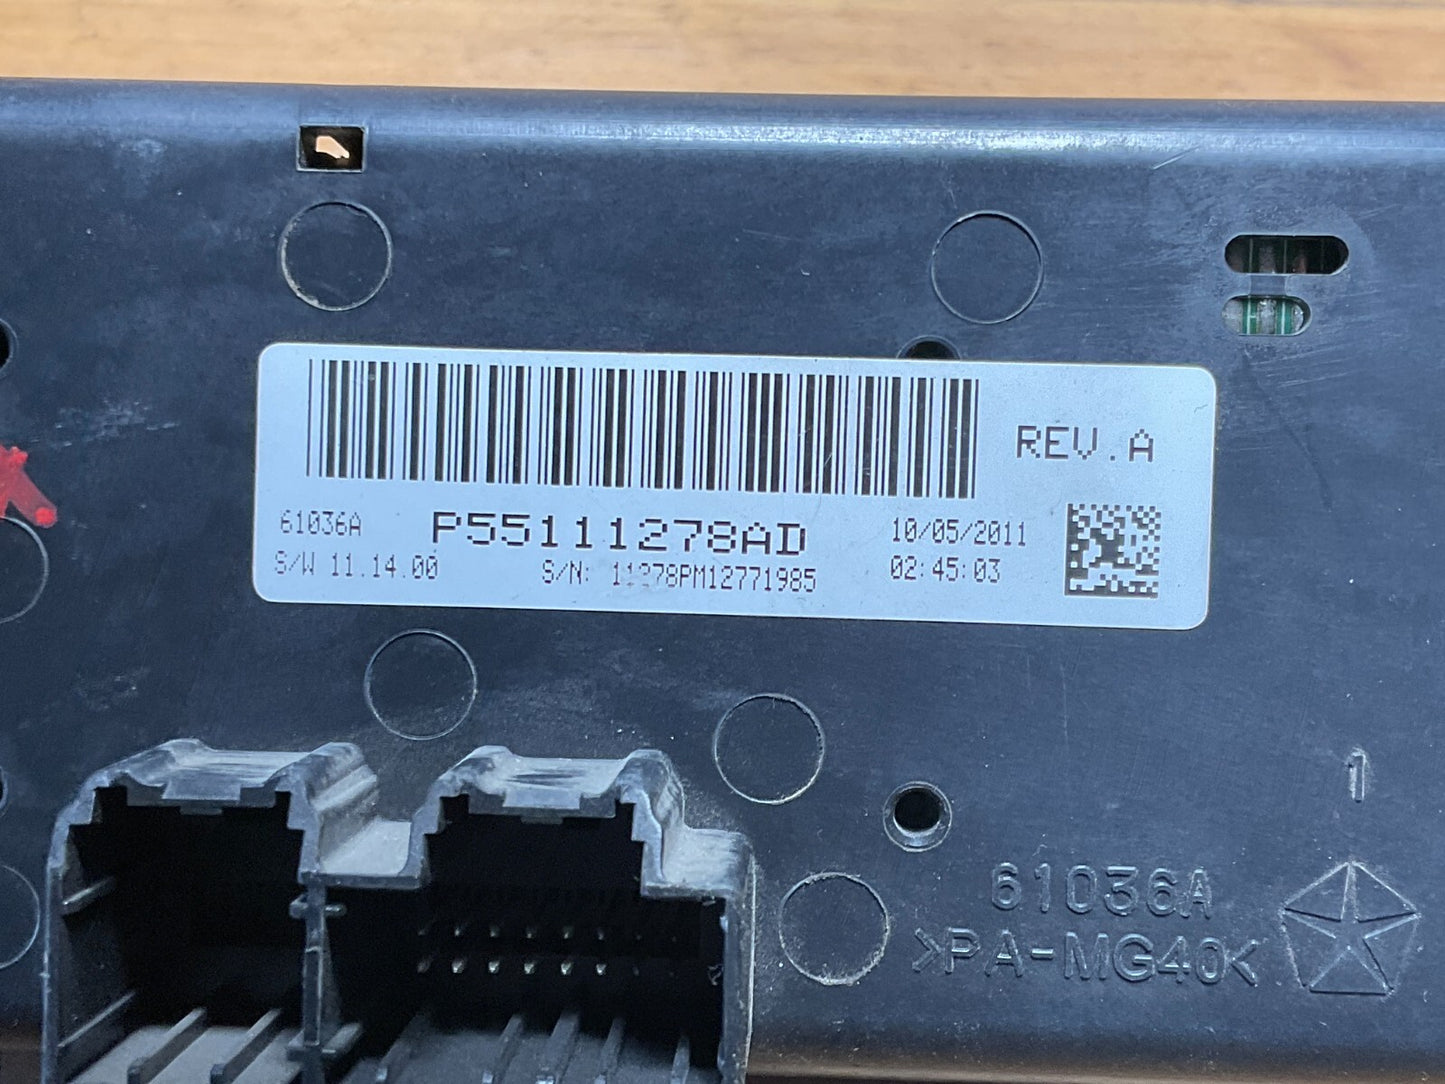 REV.A
61036A P55111278AD 10/05/2011
S/W 11.14.00 S/N: 11278PM12771985 02:45:03
1
61036A
>PA-MG40<